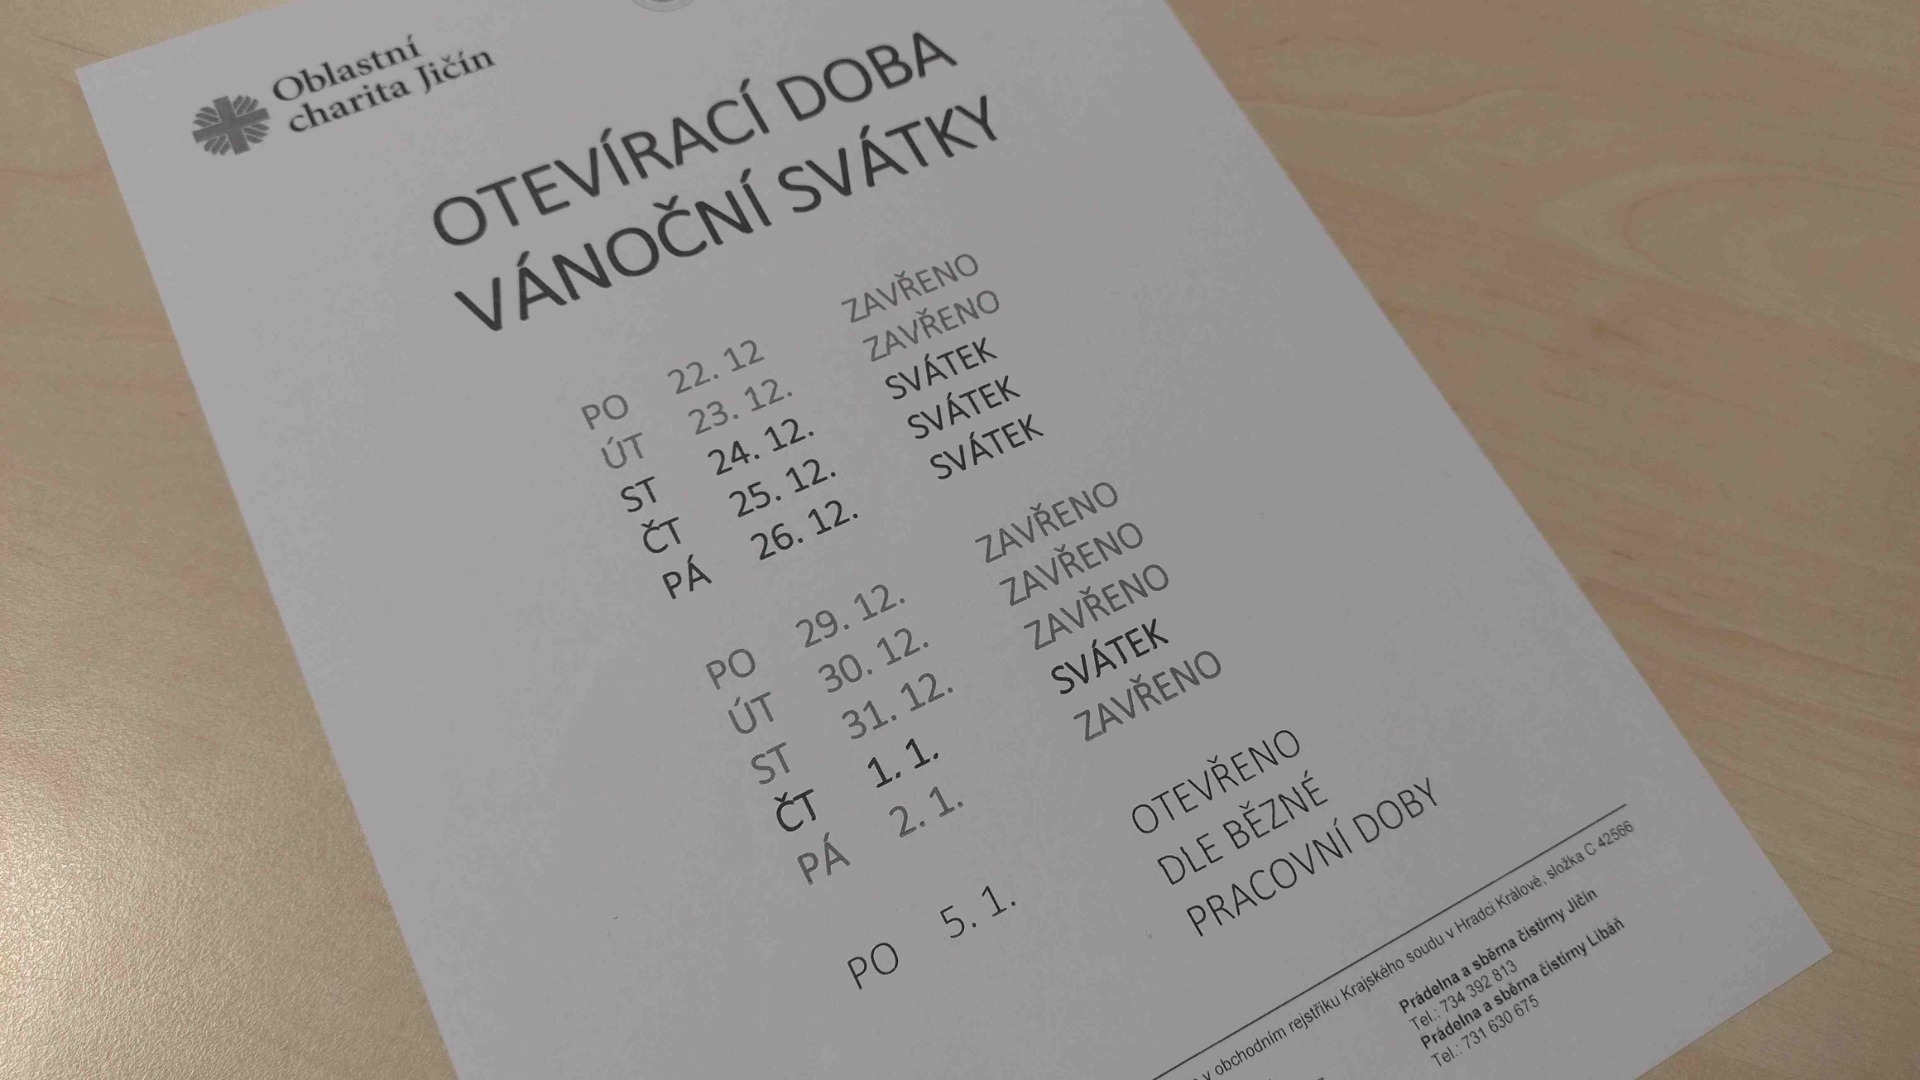 Oblastní
charita Jičín
OTEVÍRACÍ DOBA
VÁNOČNÍ SVÁTKY
PO 22. 12 ZAVŘENO
ÚT 23. 12. ZAVŘENO
ST 24. 12. SVÁTEK
ČT 25. 12. SVÁTEK
PÁ 26. 12. SVÁTEK
PO 29. 12. ZAVŘENO
ÚT 30. 12. ZAVŘENO
ST 31. 12. ZAVŘENO
ČT 1. 1. SVÁTEK
PÁ 2. 1. ZAVŘENO
PO 5. 1. OTEVŘENO
DLE BĚZNÉ
PRACOVNÍ DOBY
v obchodním rejstříku Krajského soudu v Hradci Králové, složka C 42566
Prádelna a sběrna čistírny Jičín
Tel.: 734 392 813
Prádelna a sběrna čistírny Libáň
Tel.: 731 630 675